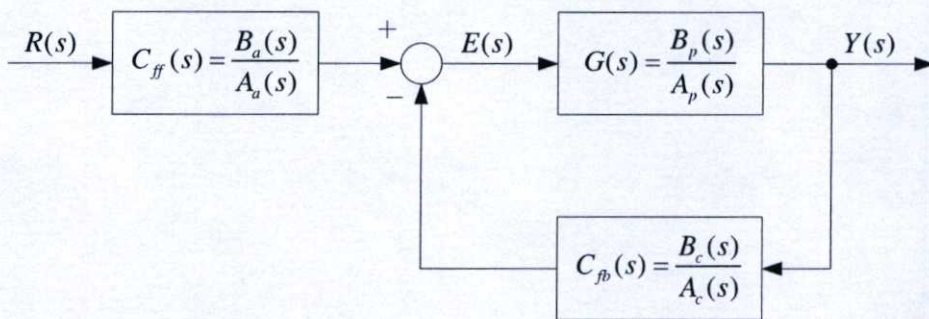 R(s)
C_ff(s) = B_a(s) / A_a(s)
+
−
E(s)
G(s) = B_p(s) / A_p(s)
Y(s)
C_fb(s) = B_c(s) / A_c(s)